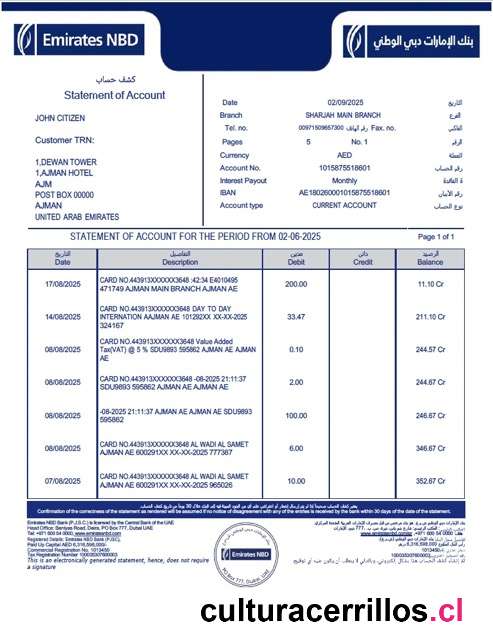 Emirates NBD
بنك الإمارات دبي الوطني
كشف حساب
Statement of Account
JOHN CITIZEN
Customer TRN:
1,DEWAN TOWER
1,AJMAN HOTEL
AJM
POST BOX 00000
AJMAN
UNITED ARAB EMIRATES
Date 02/09/2025 التاريخ
Branch SHARJAH MAIN BRANCH الفرع
Tel. no. 00971509657300 رقم الهاتف Fax. no. الفاكس
Pages 5 No. 1 الرقم
Currency AED العملة
Account No. 1015875518601 رقم الحساب
Interest Payout Monthly
IBAN AE180260001015875518601
Account type CURRENT ACCOUNT نوع الحساب
STATEMENT OF ACCOUNT FOR THE PERIOD FROM 02-06-2025 Page 1 of 1
التاريخ التفاصيل مدين دائن الرصيد
Date Description Debit Credit Balance
17/08/2025 CARD NO.443913XXXXXX3648 :42:34 E4010495 200.00 11.10 Cr
471749 AJMAN MAIN BRANCH AJMAN AE
14/08/2025 CARD NO.443913XXXXXX3648 DAY TO DAY 33.47 211.10 Cr
INTERNATION AAJMAN AE 101292XX XX-XX-2025
324167
08/08/2025 CARD NO.443913XXXXXX3648 Value Added 0.10 244.57 Cr
Tax(VAT) @ 5 % SDU9893 595862 AJMAN AE AJMAN
AE
08/08/2025 CARD NO.443913XXXXXX3648 -08-2025 21:11:37 2.00 244.67 Cr
SDU9893 595862 AJMAN AE AJMAN AE
08/08/2025 -08-2025 21:11:37 AJMAN AE AJMAN AE SDU9893 100.00 246.67 Cr
595862
08/08/2025 CARD NO.443913XXXXXX3648 AL WADI AL SAMET 6.00 346.67 Cr
AJMAN AE 600291XX XX-XX-2025 777387
07/08/2025 CARD NO.443913XXXXXX3648 AL WADI AL SAMET 10.00 352.67 Cr
AJMAN AE 600291XX XX-XX-2025 965026
Confirmation of the correctness of the statement as rendered will be assumed if no notice of disagreement with any of the entries is received by the bank within 30 days of the date of the statement.
Emirates NBD Bank (P.J.S.C.) is licensed by the Central Bank of the UAE
Head Office: Baniyas Road, Deira, PO BOX 777, Dubai UAE
Tel: +971 600 54 0000, www.emiratesnbd.com
Registered Details: Emirates NBD Bank (PJSC),
Paid Up Capital AED 6,316,598,000/-
Commercial Registration No. 1013450
Tax Registration Number 100035307600003
This is an electronically generated statement, hence, does not require
a signature
Emirates NBD
PO Box 777, Dubai, UAE
culturacerrillos.cl